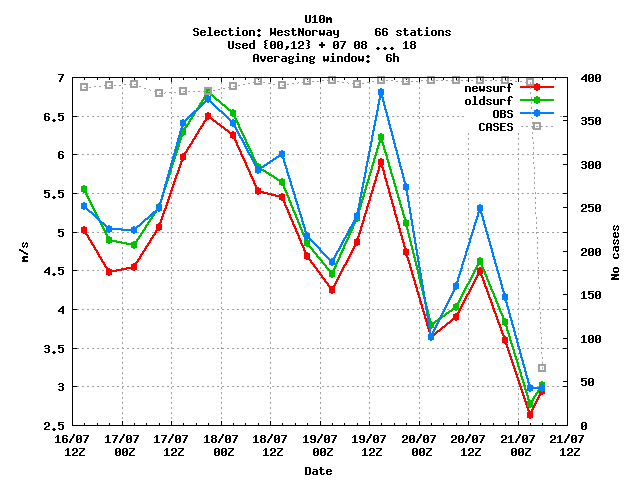 U10m
Selection: WestNorway     66 stations
Used {00,12} + 07 08 ... 18
Averaging window:  6h
newsurf
oldsurf
OBS
CASES
7
6.5
6
5.5
5
4.5
4
3.5
3
2.5
m/s
400
350
300
250
200
150
100
50
0
No cases
16/07 17/07 17/07 18/07 18/07 19/07 19/07 20/07 20/07 21/07 21/07
12Z 00Z 12Z 00Z 12Z 00Z 12Z 00Z 12Z 00Z 12Z
Date